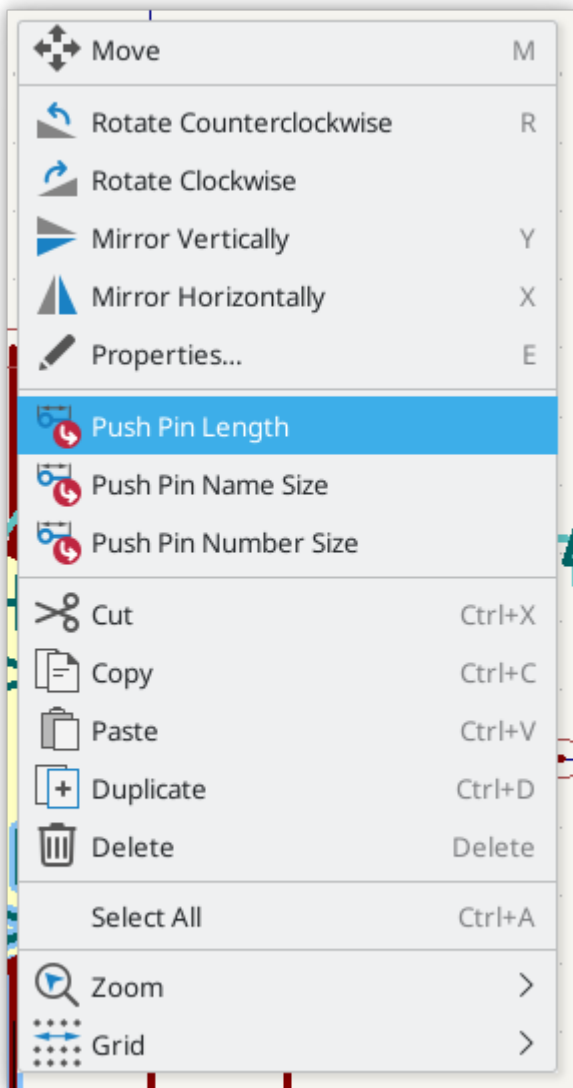 Move M
Rotate Counterclockwise R
Rotate Clockwise
Mirror Vertically Y
Mirror Horizontally X
Properties... E
Push Pin Length
Push Pin Name Size
Push Pin Number Size
Cut Ctrl+X
Copy Ctrl+C
Paste Ctrl+V
Duplicate Ctrl+D
Delete Delete
Select All Ctrl+A
Zoom
Grid